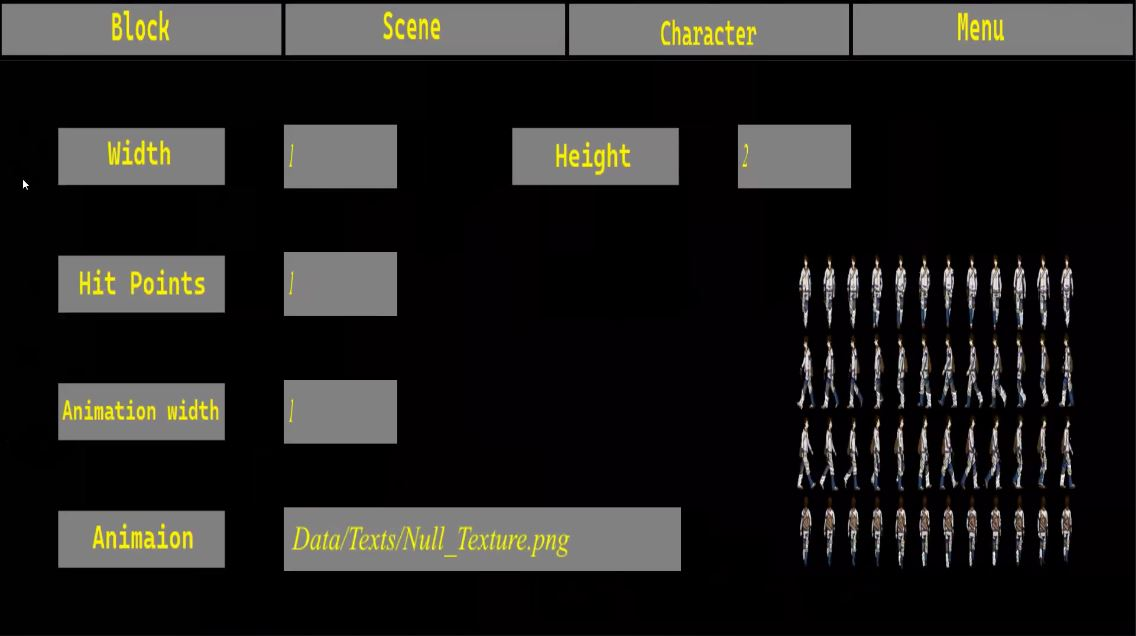 Block Scene Character Menu
Width 1 Height 2
Hit Points 1
Animation width 1
Animaion Data/Texts/Null_Texture.png